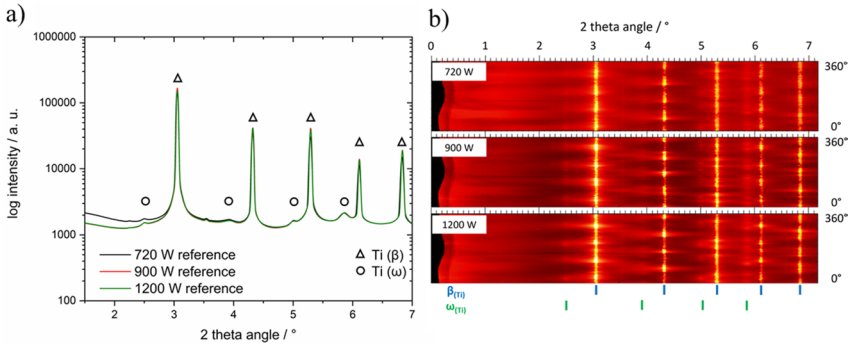 a)
1000000
100000
10000
1000
100
log intensity / a. u.
2 3 4 5 6 7
2 theta angle / °
720 W reference
900 W reference
1200 W reference
Ti (β)
Ti (ω)
b)
2 theta angle / °
0 1 2 3 4 5 6 7
720 W
360°
0°
900 W
360°
0°
1200 W
360°
0°
β(Ti)
ω(Ti)